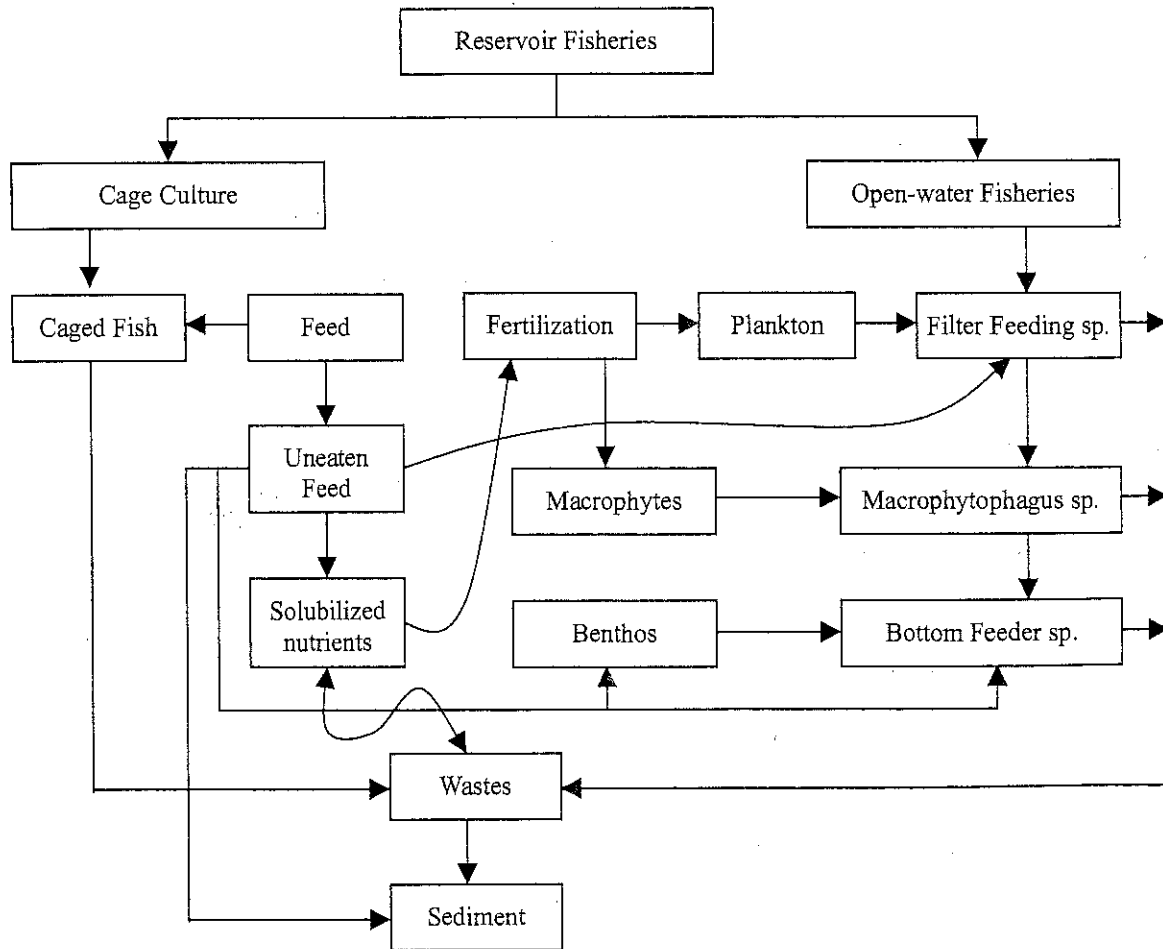 Reservoir Fisheries
Cage Culture
Open-water Fisheries
Caged Fish
Feed
Fertilization
Plankton
Filter Feeding sp.
Uneaten
Feed
Macrophytes
Macrophytophagus sp.
Solubilized
nutrients
Benthos
Bottom Feeder sp.
Wastes
Sediment